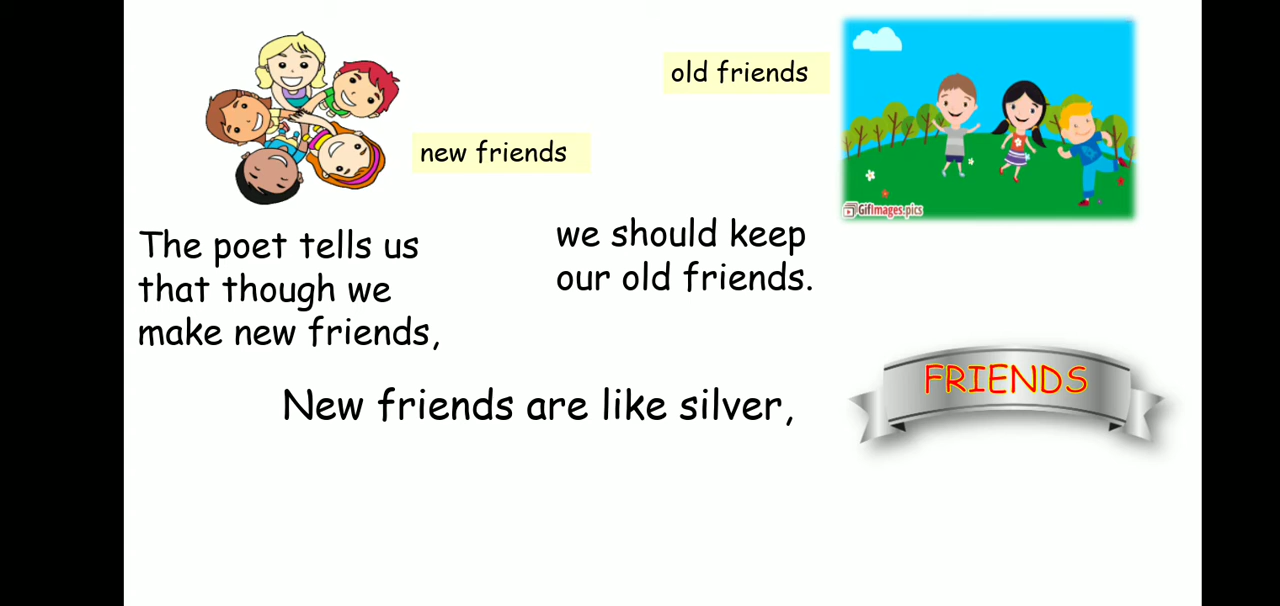 old friends
new friends
GifImages.pics
The poet tells us
that though we
make new friends,
we should keep
our old friends.
FRIENDS
New friends are like silver,